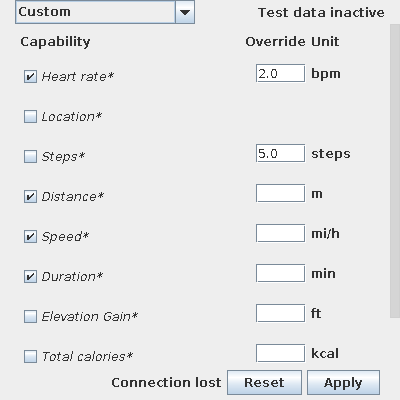 Custom Test data inactive
Capability Override Unit
Heart rate* 2.0 bpm
Location*
Steps* 5.0 steps
Distance* m
Speed* mi/h
Duration* min
Elevation Gain* ft
Total calories* kcal
Connection lost Reset Apply